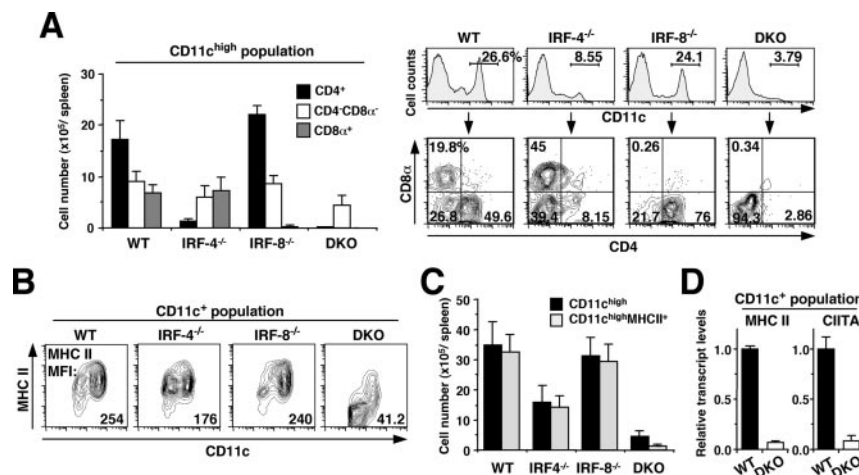 A
CD11c^high population
Cell number (x10^5/ spleen)
30
20
10
0
CD4^+
CD4^-CD8α^-
CD8α^+
WT
IRF-4^-/-
IRF-8^-/-
DKO
WT
IRF-4^-/-
IRF-8^-/-
DKO
Cell counts
26.6%
8.55
24.1
3.79
CD11c
CD8α
19.8%
26.8
49.6
45
39.4
8.15
0.26
21.7
76
0.34
94.3
2.86
CD4
B
CD11c^+ population
WT
IRF-4^-/-
IRF-8^-/-
DKO
MHC II
MHC II
MFI:
254
176
240
41.2
CD11c
C
Cell number (x10^5/ spleen)
50
40
30
20
10
0
CD11c^high
CD11c^highMHCII^+
WT
IRF4^-/-
IRF-8^-/-
DKO
D
CD11c^+ population
MHC II
CIITA
Relative transcript levels
1.0
0.5
0.0
1.0
0.5
0.0
WT
DKO
WT
DKO